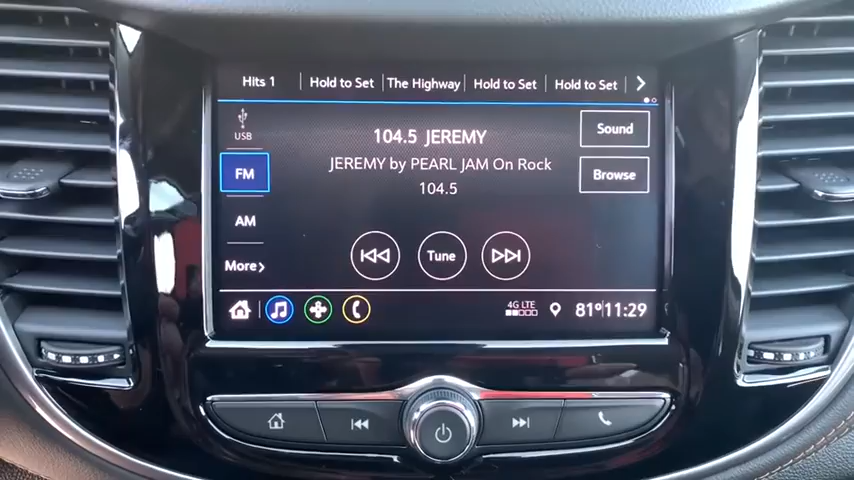 Hits 1 Hold to Set The Highway Hold to Set Hold to Set
USB
104.5 JEREMY
Sound
JEREMY by PEARL JAM On Rock
104.5
FM
Browse
AM
More
Tune
4G LTE
81° 11:29